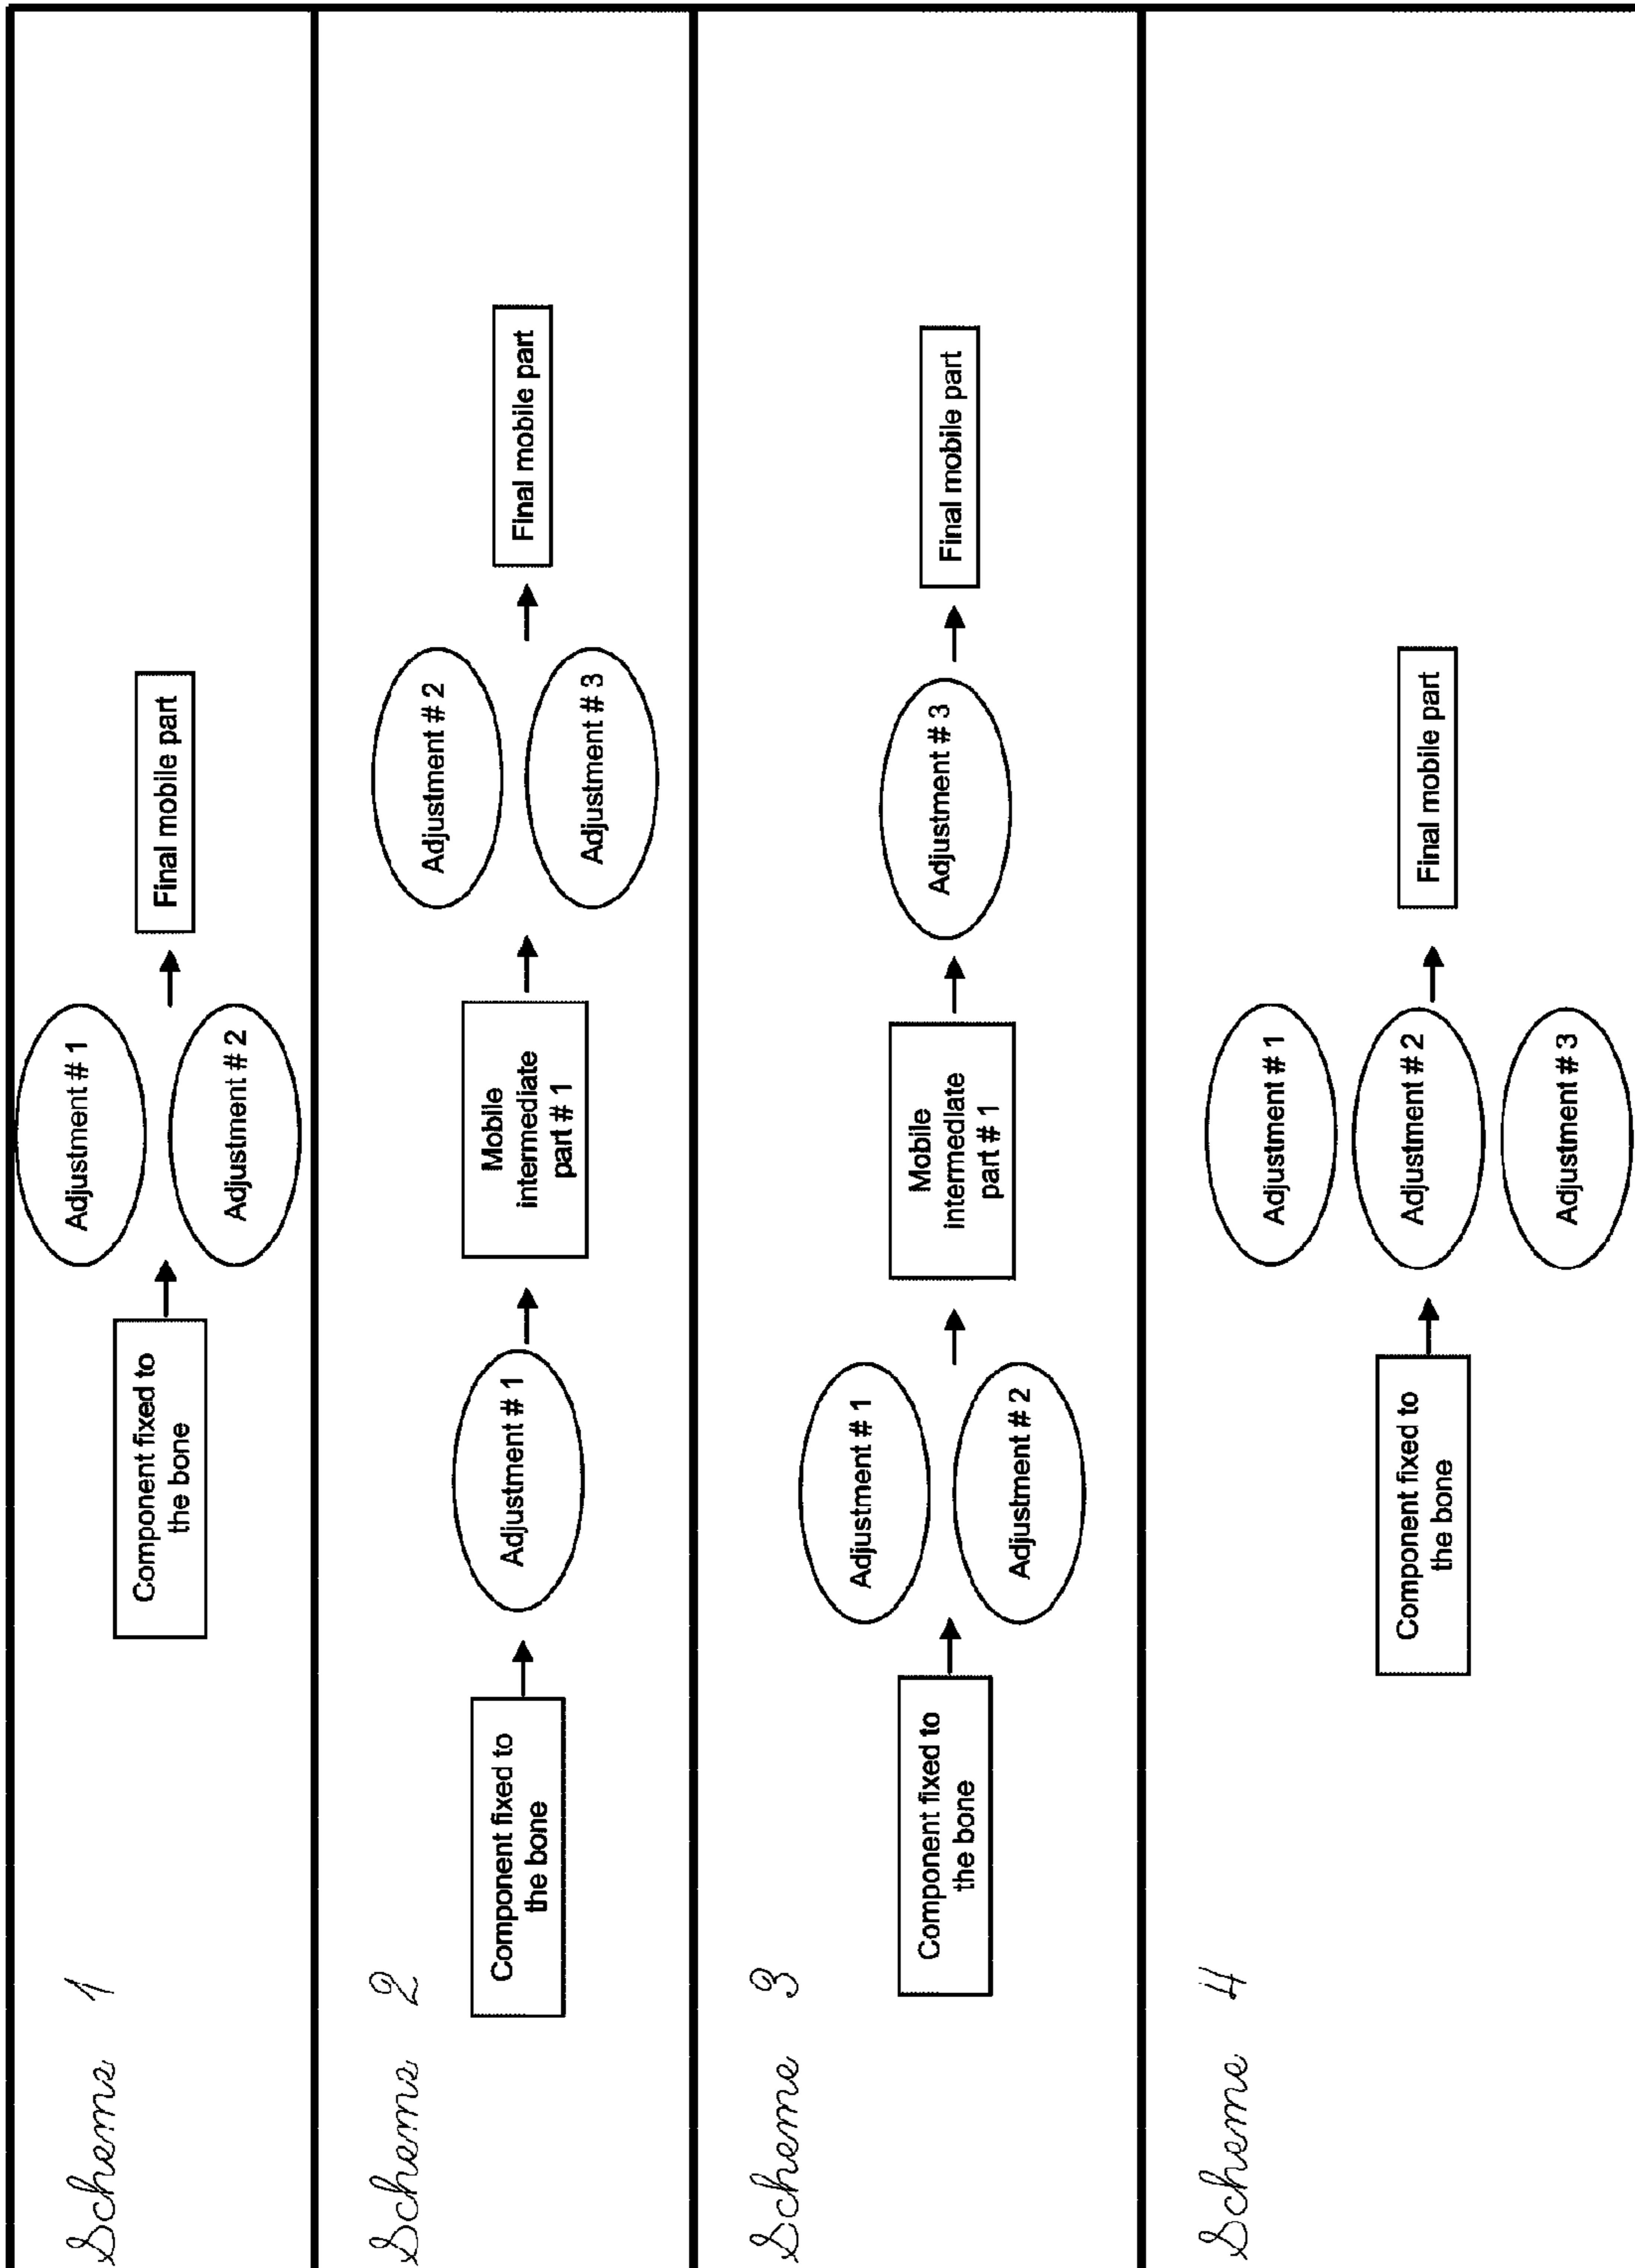 Scheme 1
Component fixed to
the bone
Adjustment # 1
Adjustment # 2
Final mobile part
Scheme 2
Component fixed to
the bone
Adjustment # 1
Mobile
intermediate
part # 1
Adjustment # 2
Adjustment # 3
Final mobile part
Scheme 3
Component fixed to
the bone
Adjustment # 1
Adjustment # 2
Mobile
intermediate
part # 1
Adjustment # 3
Final mobile part
Scheme 4
Component fixed to
the bone
Adjustment # 1
Adjustment # 2
Adjustment # 3
Final mobile part